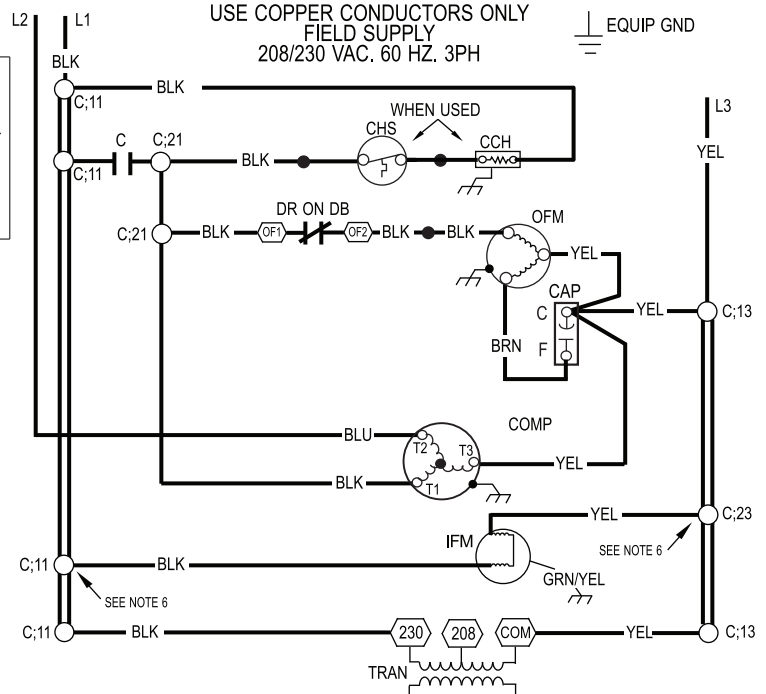 USE COPPER CONDUCTORS ONLY
FIELD SUPPLY
208/230 VAC. 60 HZ. 3PH
EQUIP GND
L2
L1
L3
BLK
C;11
BLK
WHEN USED
YEL
C;11
C
C;21
BLK
CHS
CCH
C;21
BLK
OF1
DR ON DB
OF2
BLK
BLK
OFM
YEL
CAP
C
F
YEL
C;13
BRN
BLU
T2
T3
T1
COMP
YEL
BLK
YEL
C;23
IFM
SEE NOTE 6
C;11
BLK
GRN/YEL
SEE NOTE 6
C;11
BLK
230
208
COM
YEL
C;13
TRAN